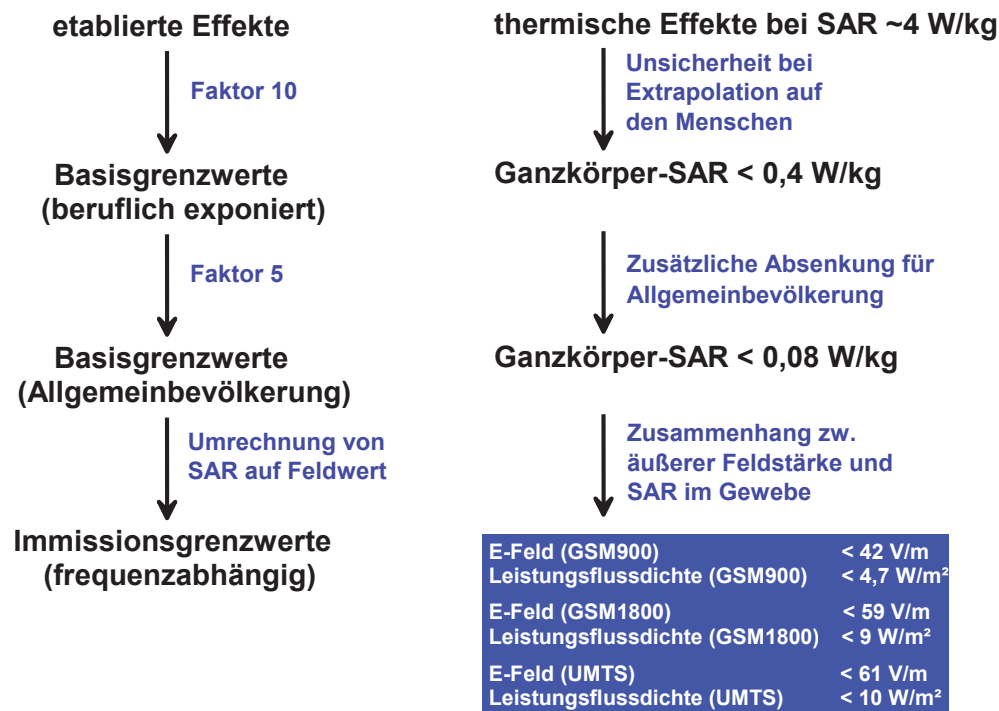 etablierte Effekte
Faktor 10
Basisgrenzwerte
(beruflich exponiert)
Faktor 5
Basisgrenzwerte
(Allgemeinbevölkerung)
Umrechnung von
SAR auf Feldwert
Immissionsgrenzwerte
(frequenzabhängig)
thermische Effekte bei SAR ~4 W/kg
Unsicherheit bei
Extrapolation auf
den Menschen
Ganzkörper-SAR < 0,4 W/kg
Zusätzliche Absenkung für
Allgemeinbevölkerung
Ganzkörper-SAR < 0,08 W/kg
Zusammenhang zw.
äußerer Feldstärke und
SAR im Gewebe
E-Feld (GSM900) < 42 V/m
Leistungsflussdichte (GSM900) < 4,7 W/m²
E-Feld (GSM1800) < 59 V/m
Leistungsflussdichte (GSM1800) < 9 W/m²
E-Feld (UMTS) < 61 V/m
Leistungsflussdichte (UMTS) < 10 W/m²